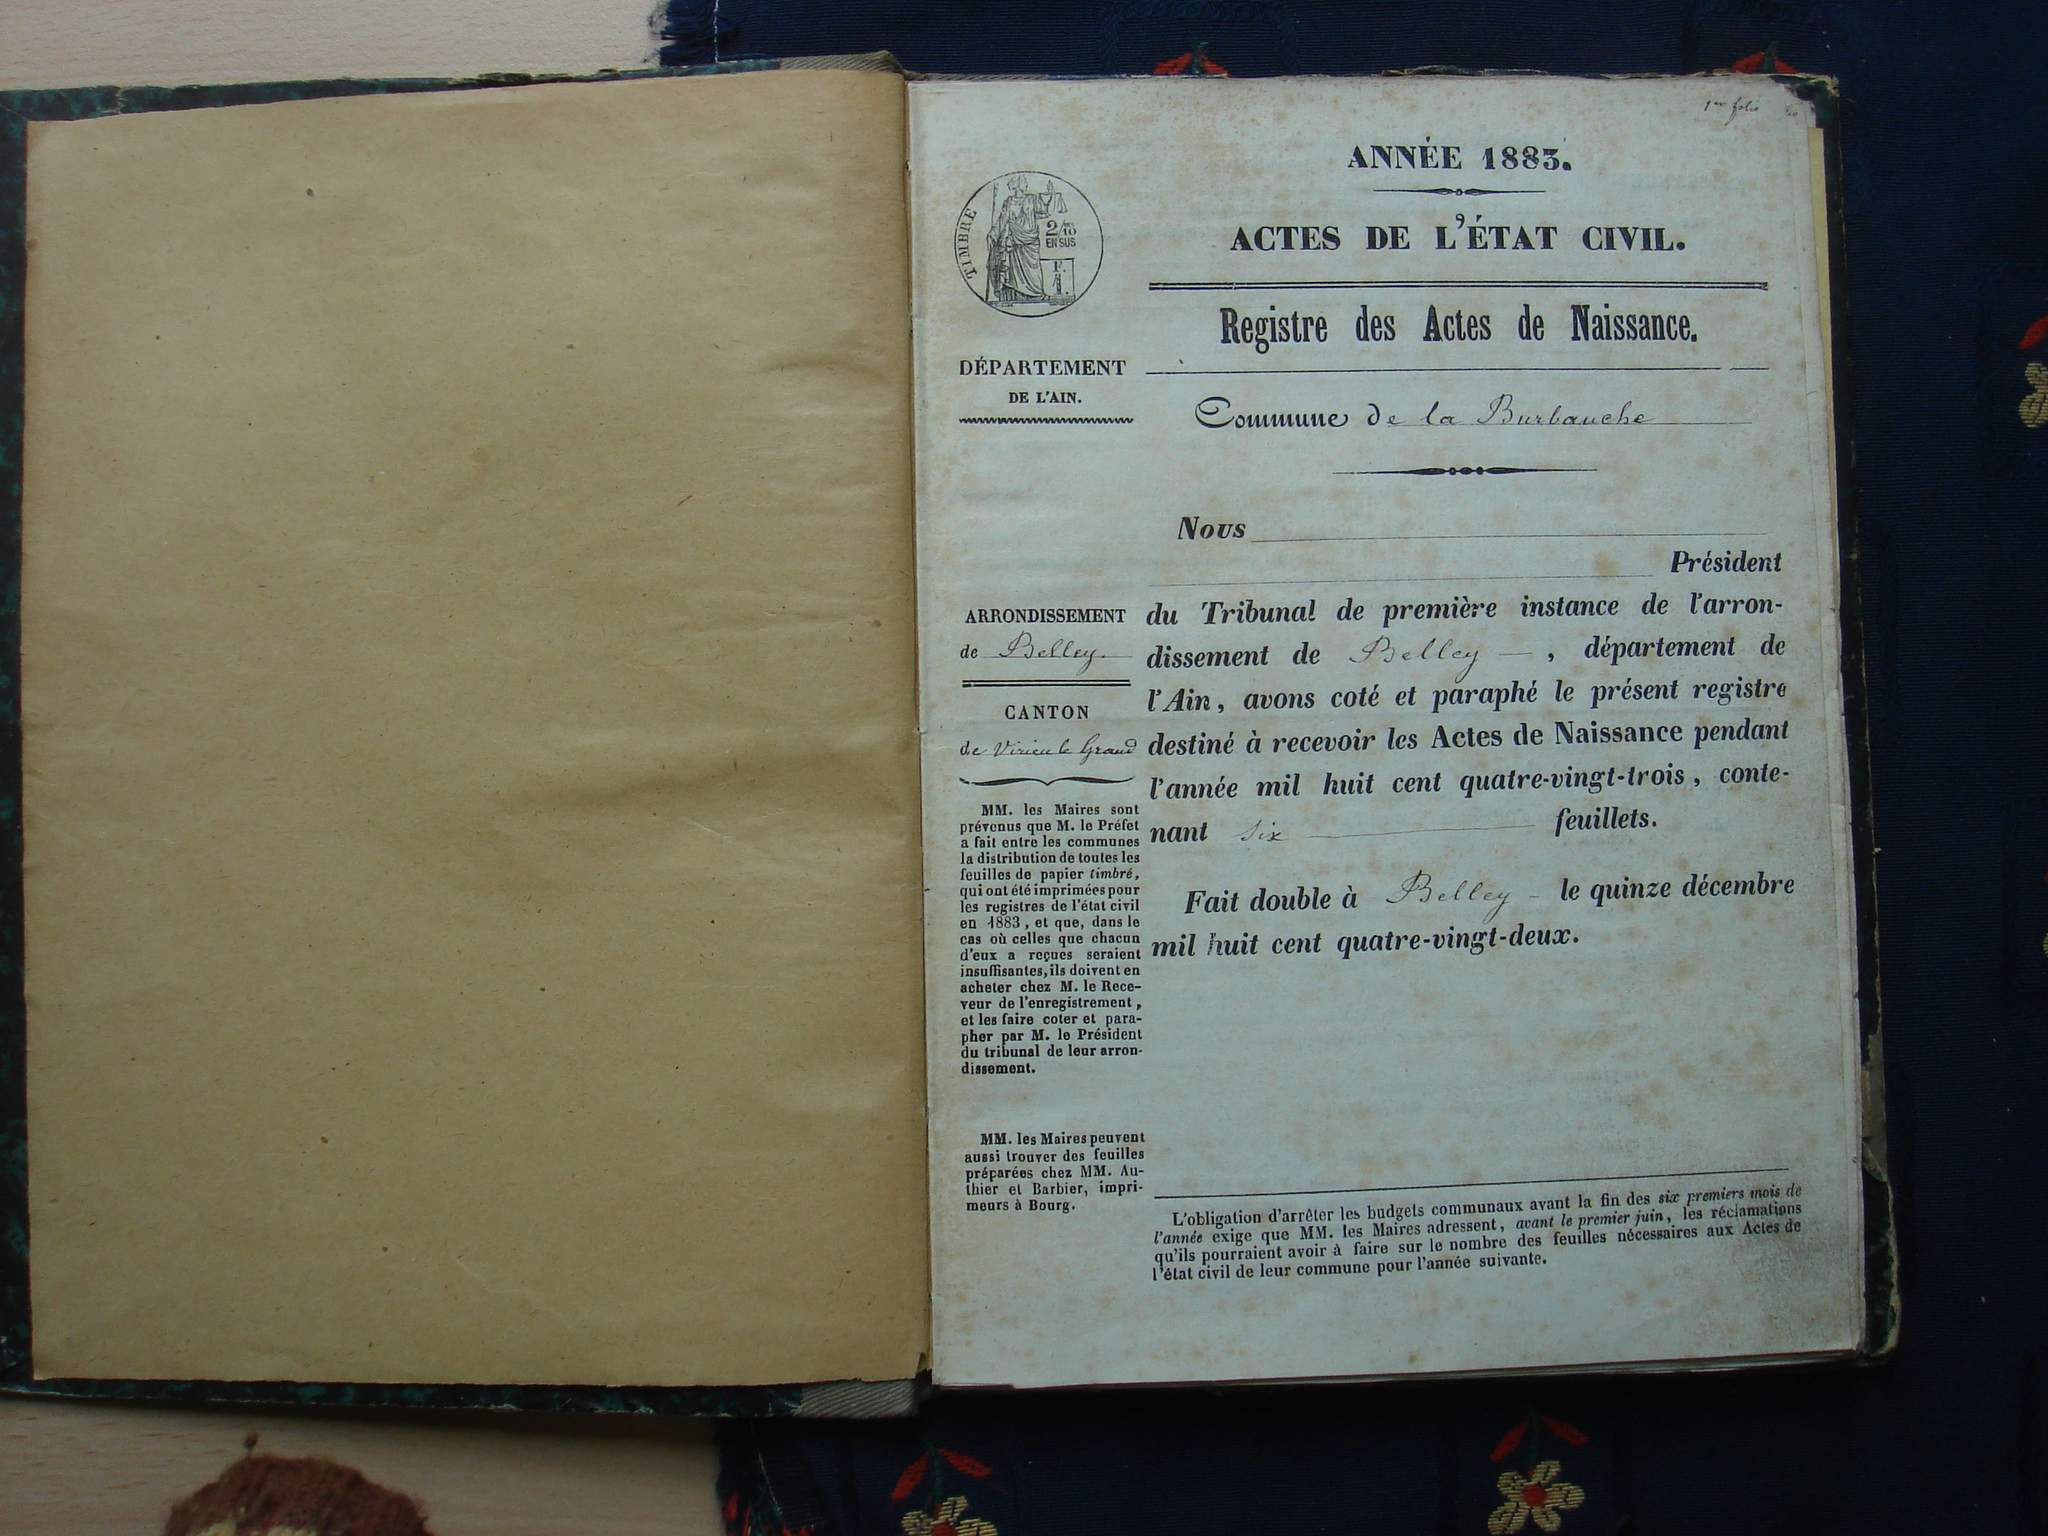 1er folio
ANNÉE 1883.
ACTES DE L'ÉTAT CIVIL.
TIMBRE
2/10
EN SUS
F.
1.
Registre des Actes de Naissance.
DÉPARTEMENT
DE L'AIN.
Commune de la Burbanche
Nous
Président
ARRONDISSEMENT
de Belley.
CANTON
de Virieu le Grand
du Tribunal de première instance de l'arron-
dissement de Belley —, département de
l'Ain, avons coté et paraphé le présent registre
destiné à recevoir les Actes de Naissance pendant
l'année mil huit cent quatre-vingt-trois, conte-
nant six — feuillets.
Fait double à Belley - le quinze décembre
mil huit cent quatre-vingt-deux.
MM. les Maires sont
prévenus que M. le Préfet
a fait entre les communes
la distribution de toutes les
feuilles de papier timbré,
qui ont été imprimées pour
les registres de l'état civil
en 1883, et que, dans le
cas où celles que chacun
d'eux a reçues seraient
insuffisantes, ils doivent en
acheter chez M. le Rece-
veur de l'enregistrement,
et les faire coter et para-
pher par M. le Président
du tribunal de leur arron-
dissement.
MM. les Maires peuvent
aussi trouver des feuilles
préparées chez MM. Au-
thier et Barbier, impri-
meurs à Bourg.
L'obligation d'arrêter les budgets communaux avant la fin des six premiers mois de
l'année exige que MM. les Maires adressent, avant le premier juin, les réclamations
qu'ils pourraient avoir à faire sur le nombre des feuilles nécessaires aux Actes de
l'état civil de leur commune pour l'année suivante.